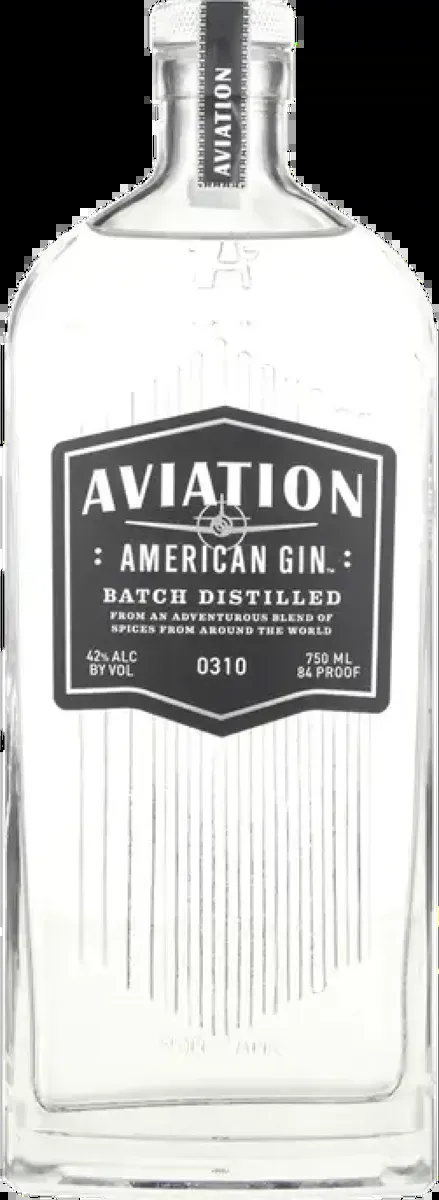 AVIATION
AVIATION
: AMERICAN GIN™ :
BATCH DISTILLED
FROM AN ADVENTUROUS BLEND OF
SPICES FROM AROUND THE WORLD
42% ALC
BY VOL
0310
750 ML
84 PROOF